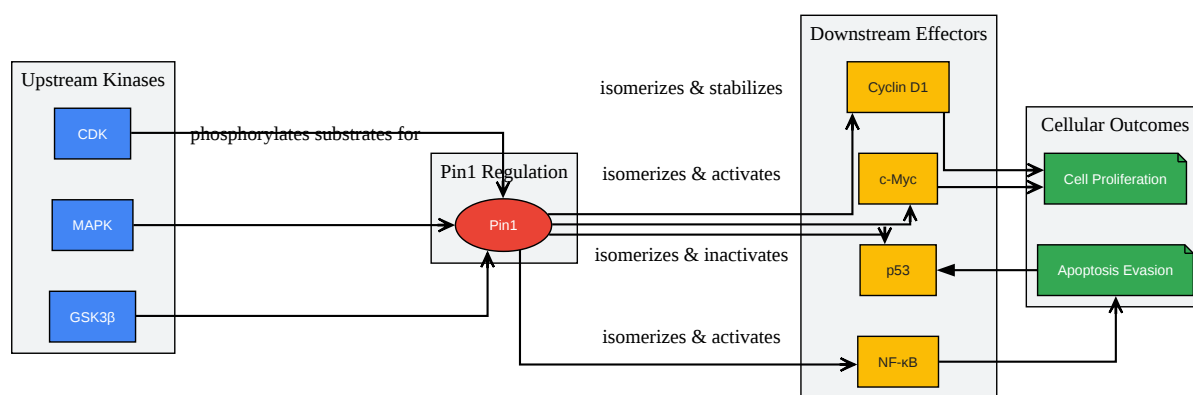 Upstream Kinases
CDK
MAPK
GSK3β
phosphorylates substrates for
Pin1 Regulation
Pin1
isomerizes & stabilizes
isomerizes & activates
isomerizes & inactivates
isomerizes & activates
Downstream Effectors
Cyclin D1
c-Myc
p53
NF-κB
Cellular Outcomes
Cell Proliferation
Apoptosis Evasion